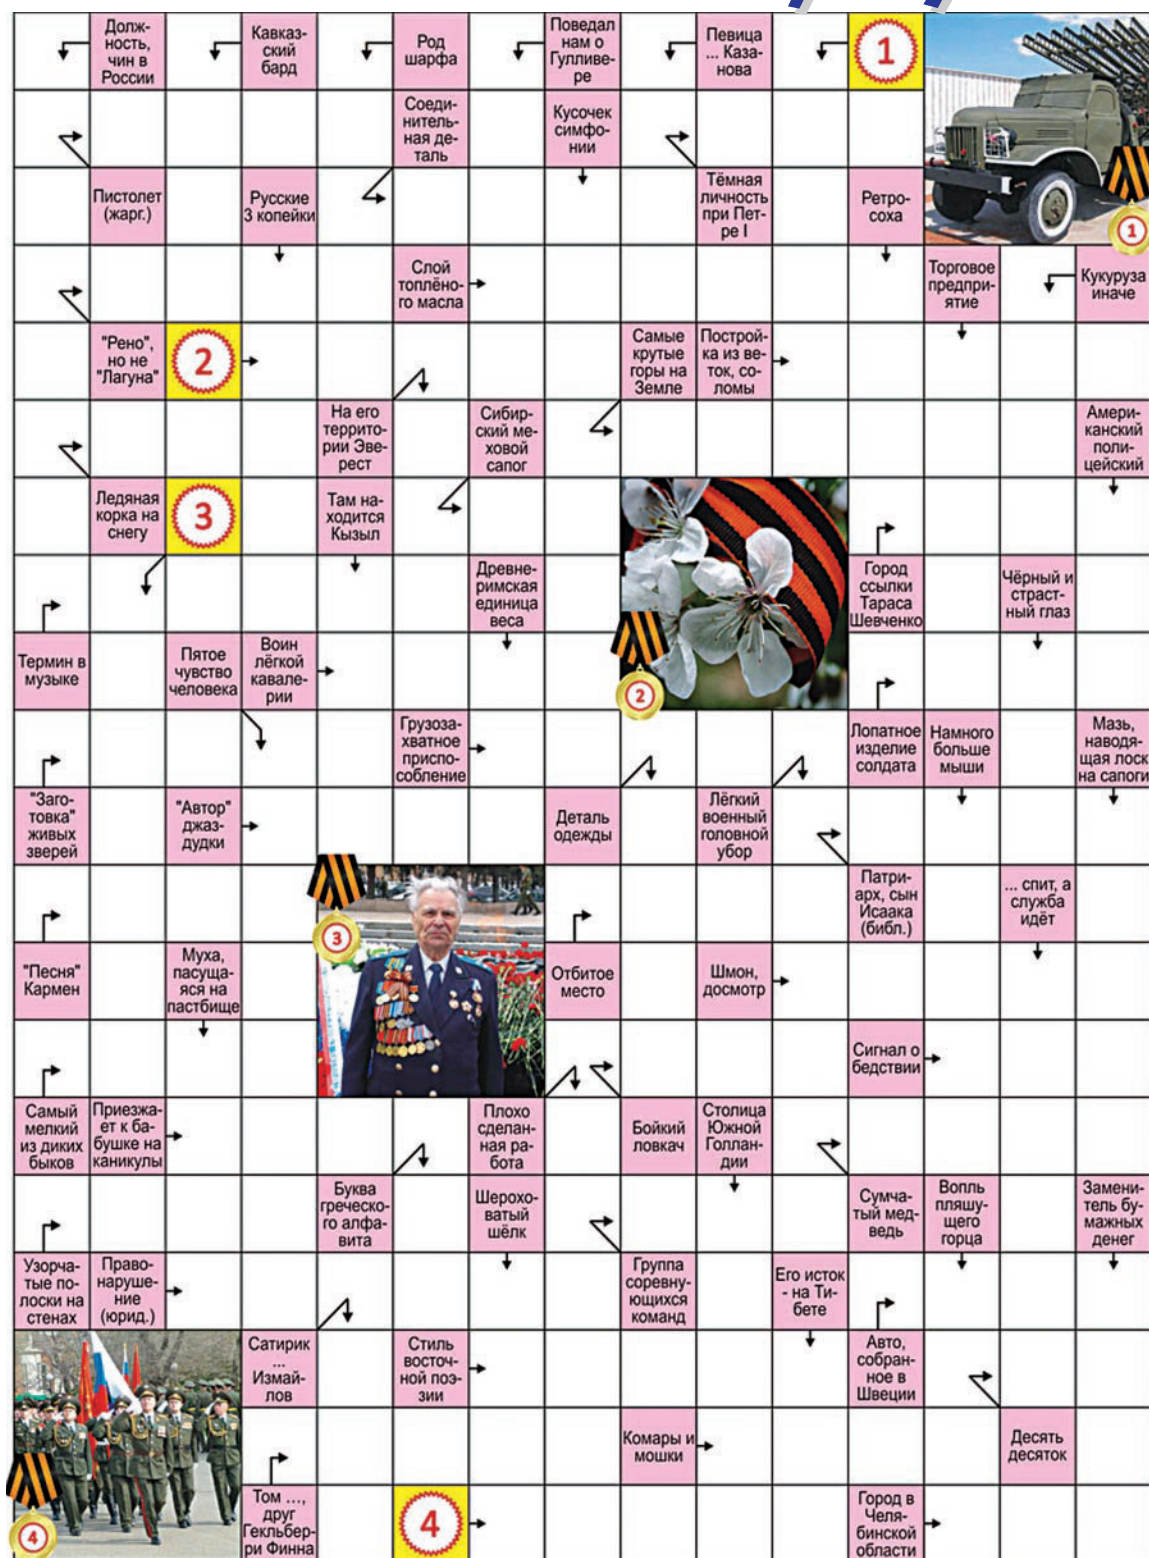 Долж-
ность,
чин в
России
Кавказ-
ский
бард
Род
шарфа
Поведал
нам о
Гулливе-
ре
Певица
... Каза-
нова
1
Соеди-
нитель-
ная де-
таль
Кусочек
симфо-
нии
Пистолет
(жарг.)
Русские
3 копейки
Тёмная
личность
при Пет-
ре I
Ретро-
соха
1
Слой
топлёно-
го масла
Торговое
предпри-
ятие
Кукуруза
иначе
"Рено",
но не
"Лагуна"
2
Самые
крутые
горы на
Земле
Построй-
ка из ве-
ток, со-
ломы
На его
террито-
рии Эве-
рест
Сибир-
ский ме-
ховой
сапог
Амери-
канский
поли-
цейский
Ледяная
корка на
снегу
3
Там на-
ходится
Кызыл
Древне-
римская
единица
веса
Город
ссылки
Тараса
Шевченко
Чёрный и
страст-
ный глаз
Термин в
музыке
Пятое
чувство
человека
Воин
лёгкой
кавале-
рии
2
Грузоза-
хватное
приспо-
собление
Лопатное
изделие
солдата
Намного
больше
мыши
Мазь,
наводя-
щая лоск
на сапоги
"Заго-
товка"
живых
зверей
"Автор"
джаз-
дудки
Деталь
одежды
Лёгкий
военный
головной
убор
3
Патри-
арх, сын
Исаака
(библ.)
... спит, а
служба
идёт
"Песня"
Кармен
Муха,
пасуща-
яся на
пастбище
Отбитое
место
Шмон,
досмотр
Сигнал о
бедствии
Самый
мелкий
из диких
быков
Приезжа-
ет к ба-
бушке на
каникулы
Плохо
сделан-
ная ра-
бота
Бойкий
ловкач
Столица
Южной
Голлан-
дии
Буква
греческо-
го алфа-
вита
Шерохо-
ватый
шёлк
Сумча-
тый мед-
ведь
Вопль
пляшу-
щего
горца
Замени-
тель бу-
мажных
денег
Узорча-
тые по-
лоски на
стенах
Право-
наруше-
ние
(юрид.)
Группа
соревну-
ющихся
команд
Его исток
- на Ти-
бете
Сатирик
...
Измай-
лов
Стиль
восточ-
ной поэ-
зии
Авто,
собран-
ное в
Швеции
Комары и
мошки
Десять
десяток
4
Том ...,
друг
Гекльбер-
ри Финна
4
Город в
Челя-
бинской
области